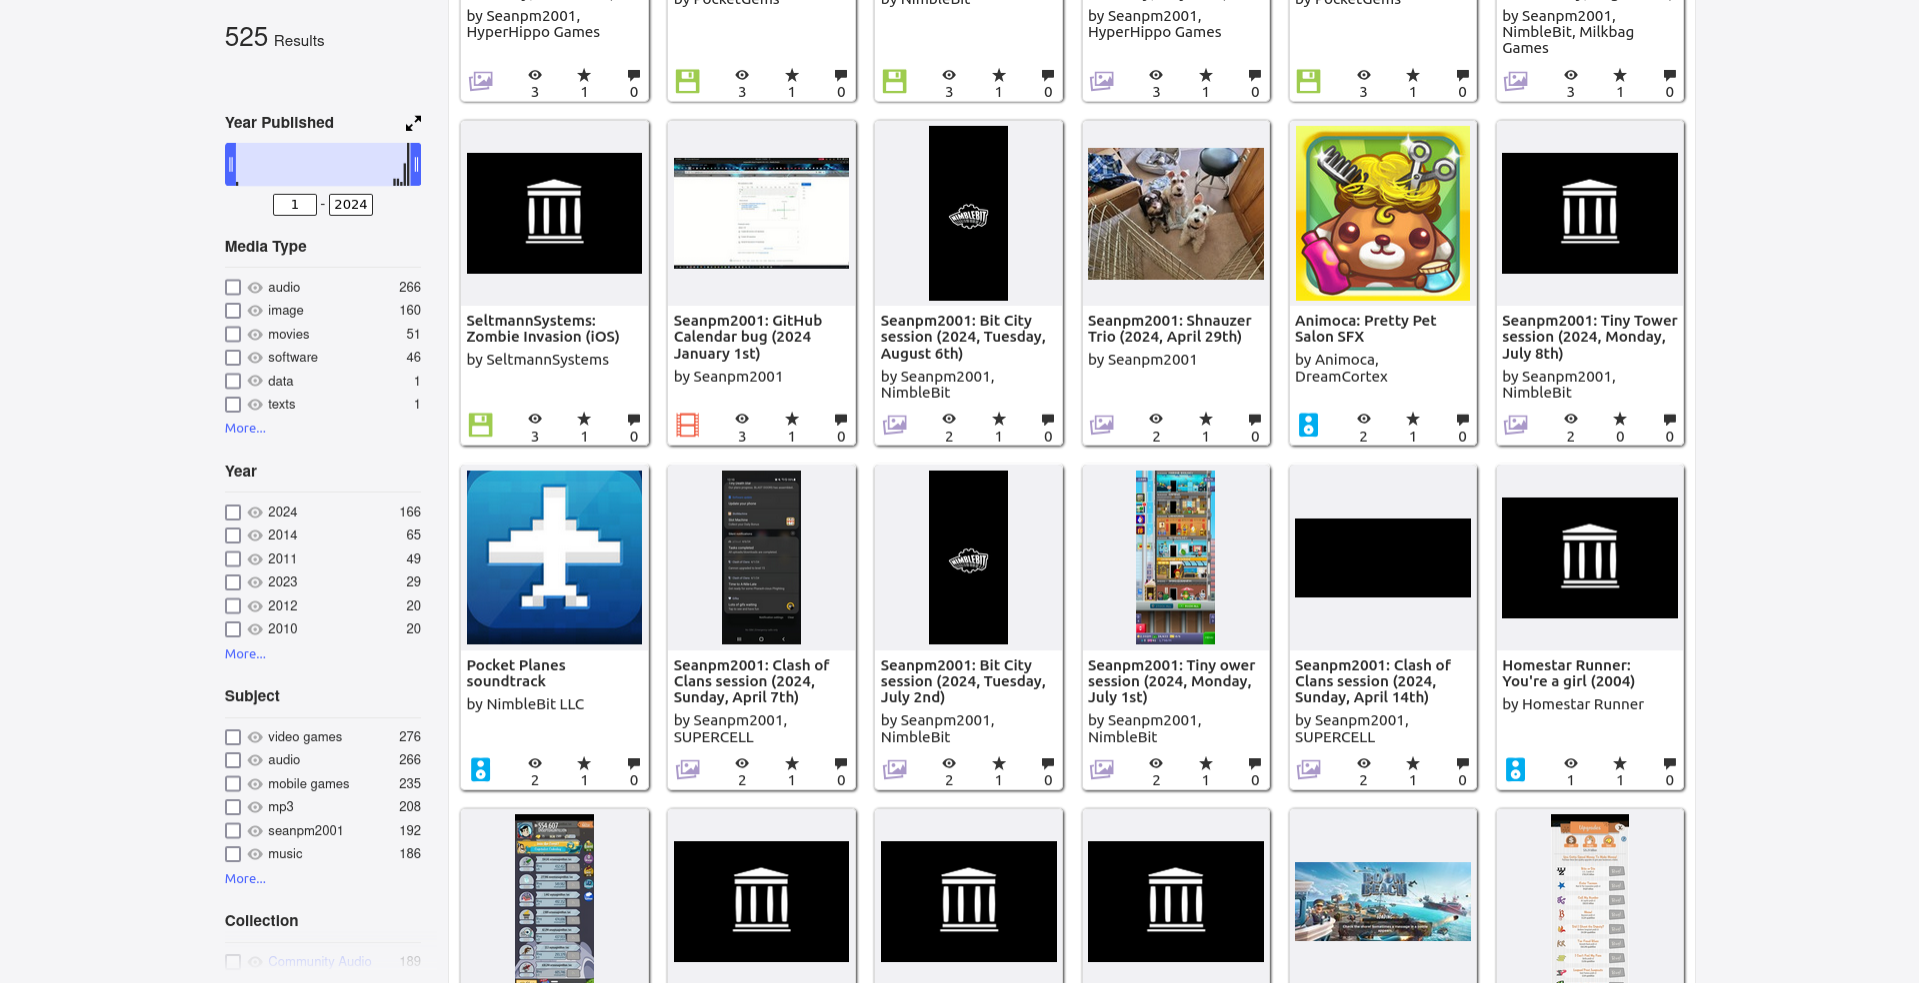 525 Results
Year Published
1 - 2024
Media Type
audio 266
image 160
movies 51
software 46
data 1
texts 1
More...
Year
2024 166
2014 65
2011 49
2023 29
2012 20
2010 20
More...
Subject
video games 276
audio 266
mobile games 235
mp3 208
seanpm2001 192
music 186
More...
Collection
Community Audio 189
by Seanpm2001,
HyperHippo Games
3 1 0
by PocketGems
3 1 0
by NimbleBit
3 1 0
by Seanpm2001,
HyperHippo Games
3 1 0
by PocketGems
3 1 0
by Seanpm2001,
NimbleBit, Milkbag
Games
3 1 0
SeltmannSystems:
Zombie Invasion (iOS)
by SeltmannSystems
3 1 0
Seanpm2001: GitHub
Calendar bug (2024
January 1st)
by Seanpm2001
3 1 0
NIMBLEBIT
Seanpm2001: Bit City
session (2024, Tuesday,
August 6th)
by Seanpm2001,
NimbleBit
2 1 0
Seanpm2001: Shnauzer
Trio (2024, April 29th)
by Seanpm2001
2 1 0
Animoca: Pretty Pet
Salon SFX
by Animoca,
DreamCortex
2 1 0
Seanpm2001: Tiny Tower
session (2024, Monday,
July 8th)
by Seanpm2001,
NimbleBit
2 0 0
Pocket Planes
soundtrack
by NimbleBit LLC
2 1 0
Seanpm2001: Clash of
Clans session (2024,
Sunday, April 7th)
by Seanpm2001,
SUPERCELL
2 1 0
NIMBLEBIT
Seanpm2001: Bit City
session (2024, Tuesday,
July 2nd)
by Seanpm2001,
NimbleBit
2 1 0
Seanpm2001: Tiny ower
session (2024, Monday,
July 1st)
by Seanpm2001,
NimbleBit
2 1 0
Seanpm2001: Clash of
Clans session (2024,
Sunday, April 14th)
by Seanpm2001,
SUPERCELL
2 1 0
Homestar Runner:
You're a girl (2004)
by Homestar Runner
1 1 0
554.607
BOOM
BEACH
Upgrades